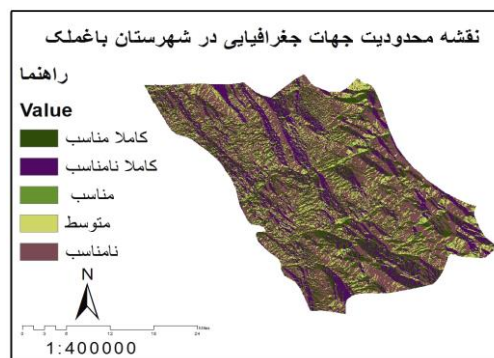 نقشه محدودیت جهات جغرافیایی در شهرستان باغملک
راهنما
Value
کاملا مناسب
کاملا نامناسب
مناسب
متوسط
نامناسب
N
1:400000